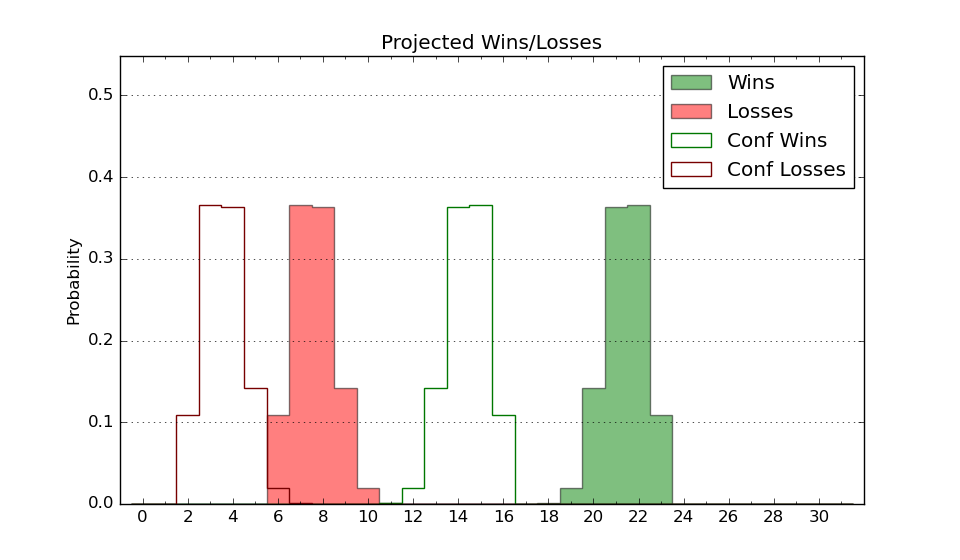 Projected Wins/Losses
Wins
Losses
Conf Wins
Conf Losses
Probability
0.5
0.4
0.3
0.2
0.1
0.0
0 2 4 6 8 10 12 14 16 18 20 22 24 26 28 30